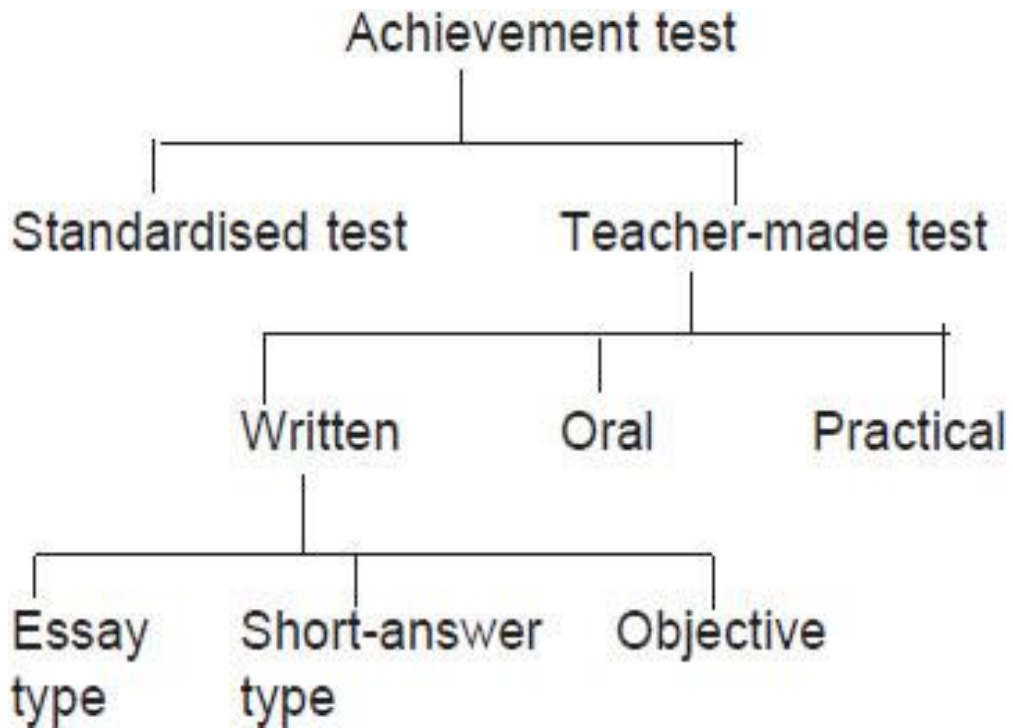 Achievement test
Standardised test Teacher-made test
Written Oral Practical
Essay Short-answer Objective
type type